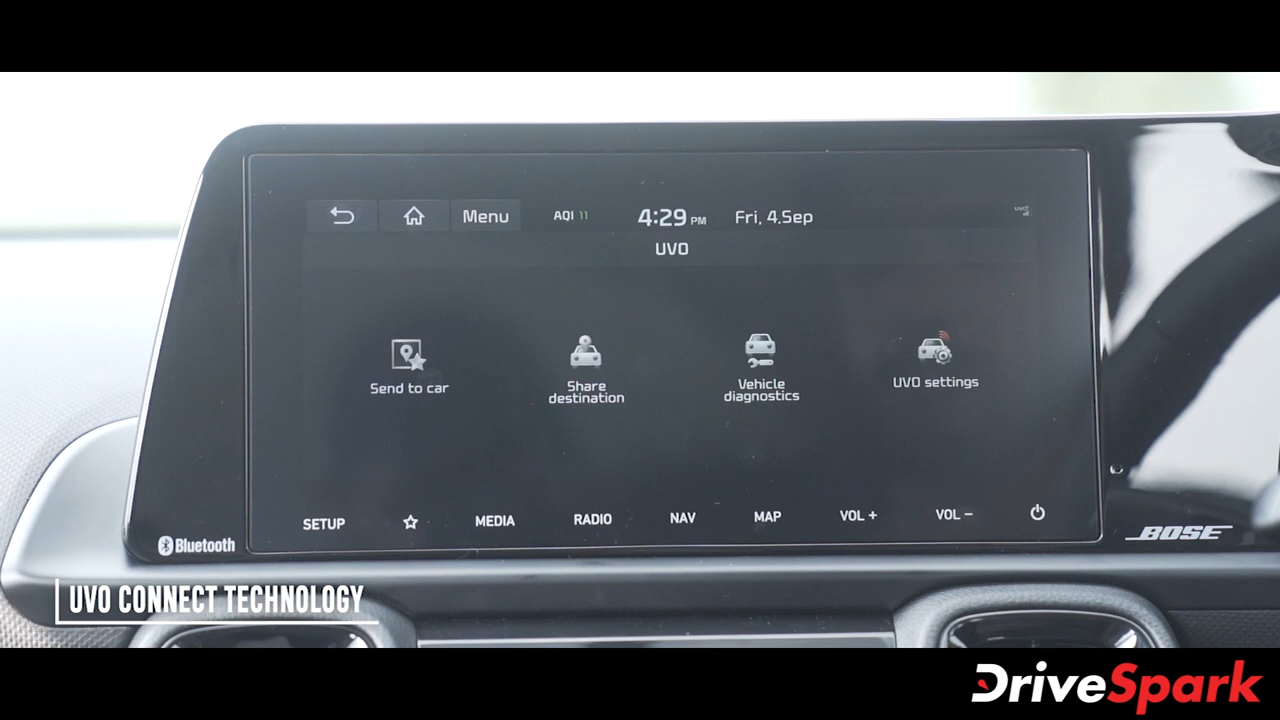 Menu AQI 11 4:29 PM Fri, 4.Sep UVO
UVO
Send to car
Share
destination
Vehicle
diagnostics
UVO settings
SETUP MEDIA RADIO NAV MAP VOL + VOL −
Bluetooth
BOSE
UVO CONNECT TECHNOLOGY
DriveSpark